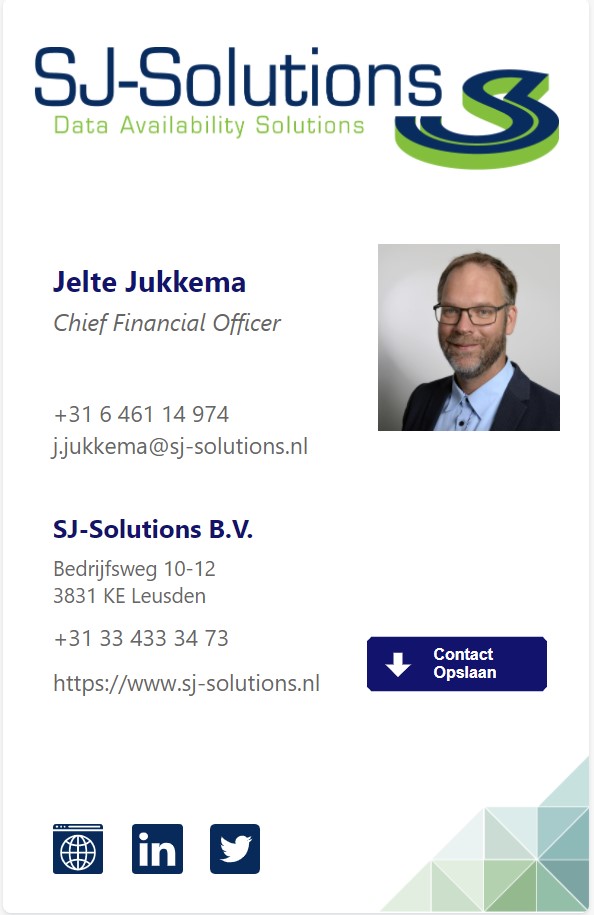 SJ-Solutions
Data Availability Solutions
Jelte Jukkema
Chief Financial Officer
+31 6 461 14 974
j.jukkema@sj-solutions.nl
SJ-Solutions B.V.
Bedrijfsweg 10-12
3831 KE Leusden
+31 33 433 34 73
https://www.sj-solutions.nl
Contact
Opslaan
in